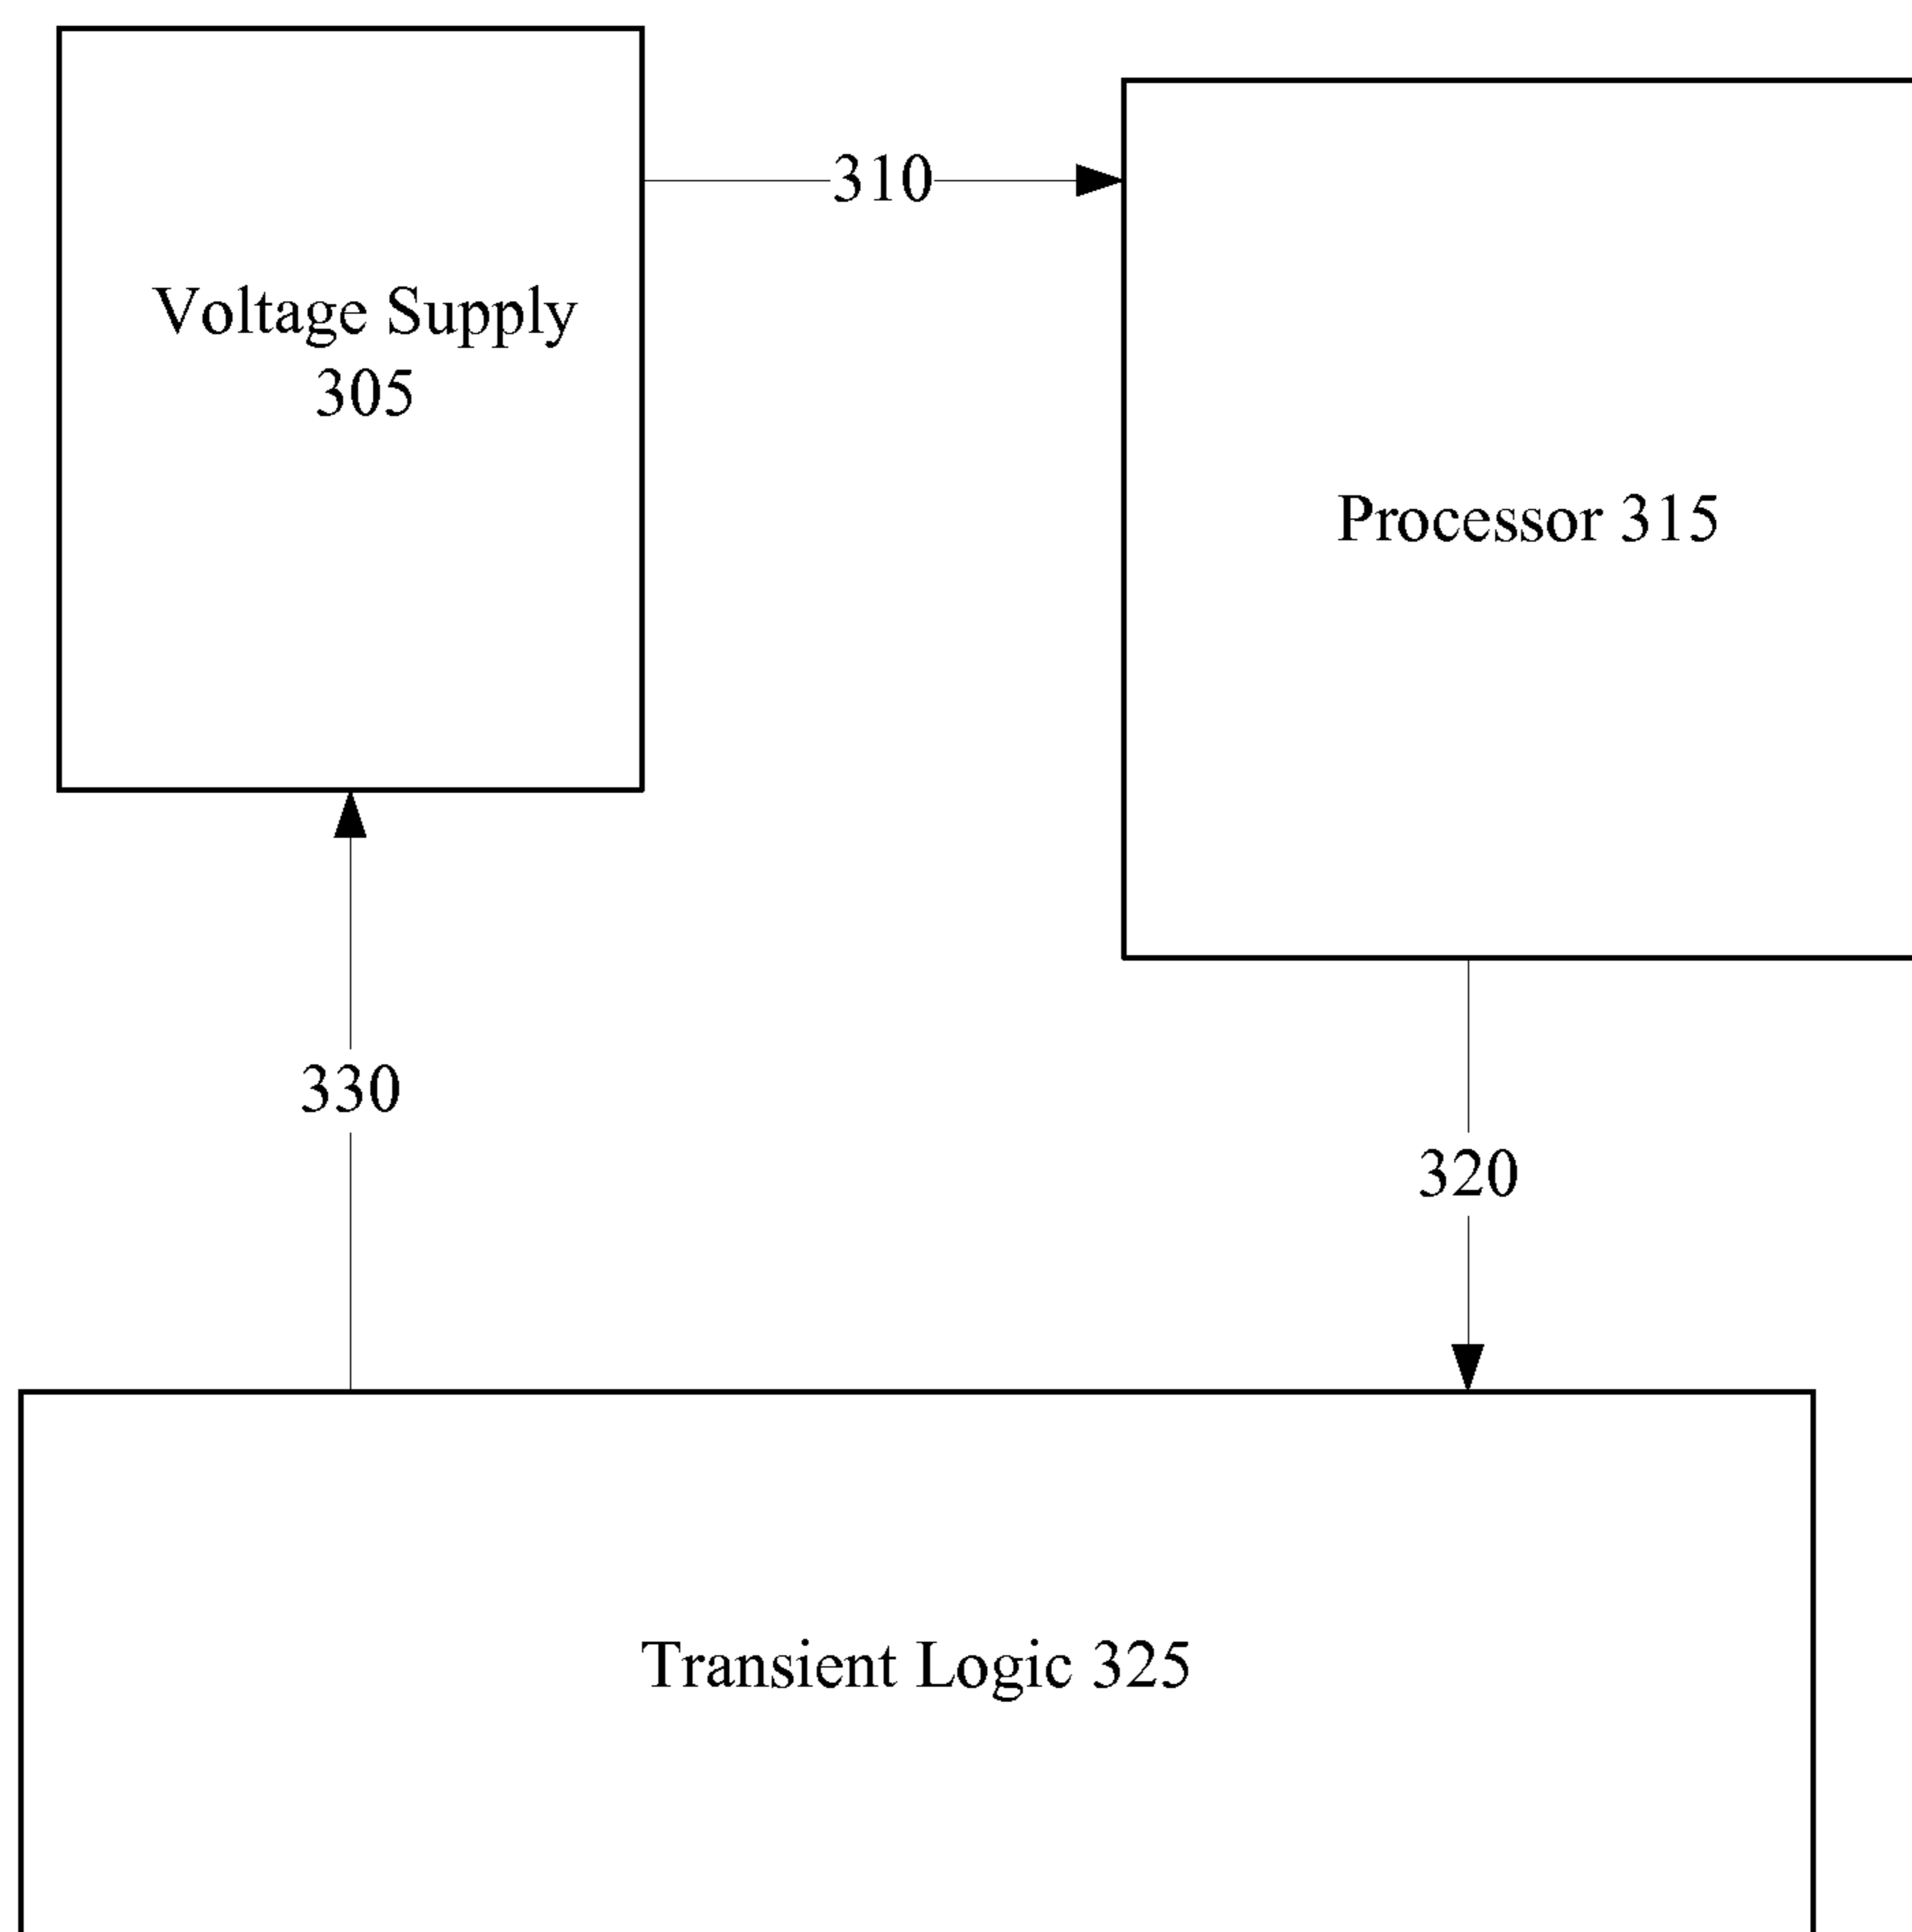 310
Voltage Supply
305
Processor 315
330
320
Transient Logic 325